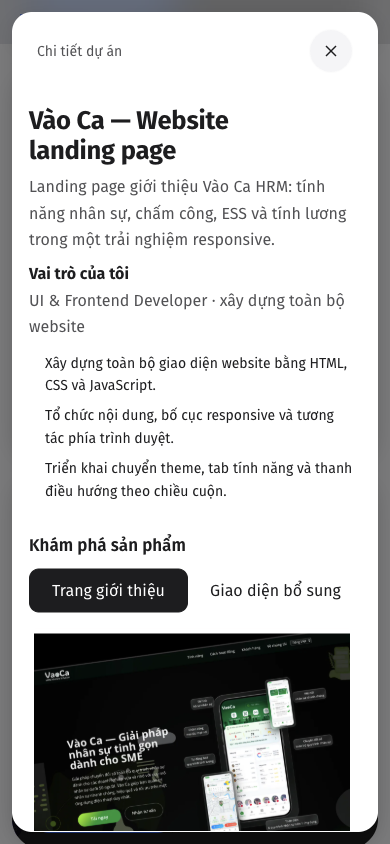 Chi tiết dự án
Vào Ca — Website
landing page
Landing page giới thiệu Vào Ca HRM: tính
năng nhân sự, chấm công, ESS và tính lương
trong một trải nghiệm responsive.
Vai trò của tôi
UI & Frontend Developer · xây dựng toàn bộ
website
Xây dựng toàn bộ giao diện website bằng HTML,
CSS và JavaScript.
Tổ chức nội dung, bố cục responsive và tương
tác phía trình duyệt.
Triển khai chuyển theme, tab tính năng và thanh
điều hướng theo chiều cuộn.
Khám phá sản phẩm
Trang giới thiệu
Giao diện bổ sung
VaoCa
Vào Ca — Giải pháp
nhân sự tinh gọn
dành cho SME